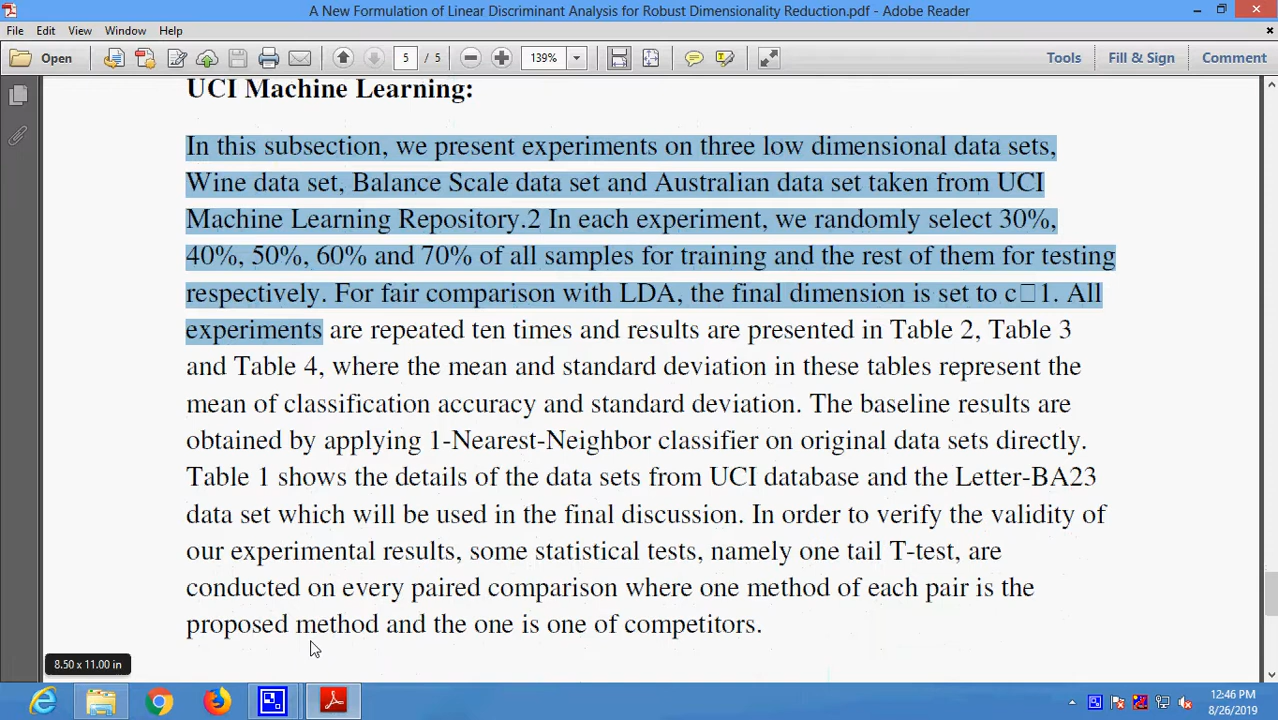 A New Formulation of Linear Discriminant Analysis for Robust Dimensionality Reduction.pdf - Adobe Reader
File Edit View Window Help
Open 5 / 5 139% Tools Fill & Sign Comment
UCI Machine Learning:
In this subsection, we present experiments on three low dimensional data sets,
Wine data set, Balance Scale data set and Australian data set taken from UCI
Machine Learning Repository.2 In each experiment, we randomly select 30%,
40%, 50%, 60% and 70% of all samples for training and the rest of them for testing
respectively. For fair comparison with LDA, the final dimension is set to c□1. All
experiments are repeated ten times and results are presented in Table 2, Table 3
and Table 4, where the mean and standard deviation in these tables represent the
mean of classification accuracy and standard deviation. The baseline results are
obtained by applying 1-Nearest-Neighbor classifier on original data sets directly.
Table 1 shows the details of the data sets from UCI database and the Letter-BA23
data set which will be used in the final discussion. In order to verify the validity of
our experimental results, some statistical tests, namely one tail T-test, are
conducted on every paired comparison where one method of each pair is the
proposed method and the one is one of competitors.
8.50 x 11.00 in
12:46 PM
8/26/2019